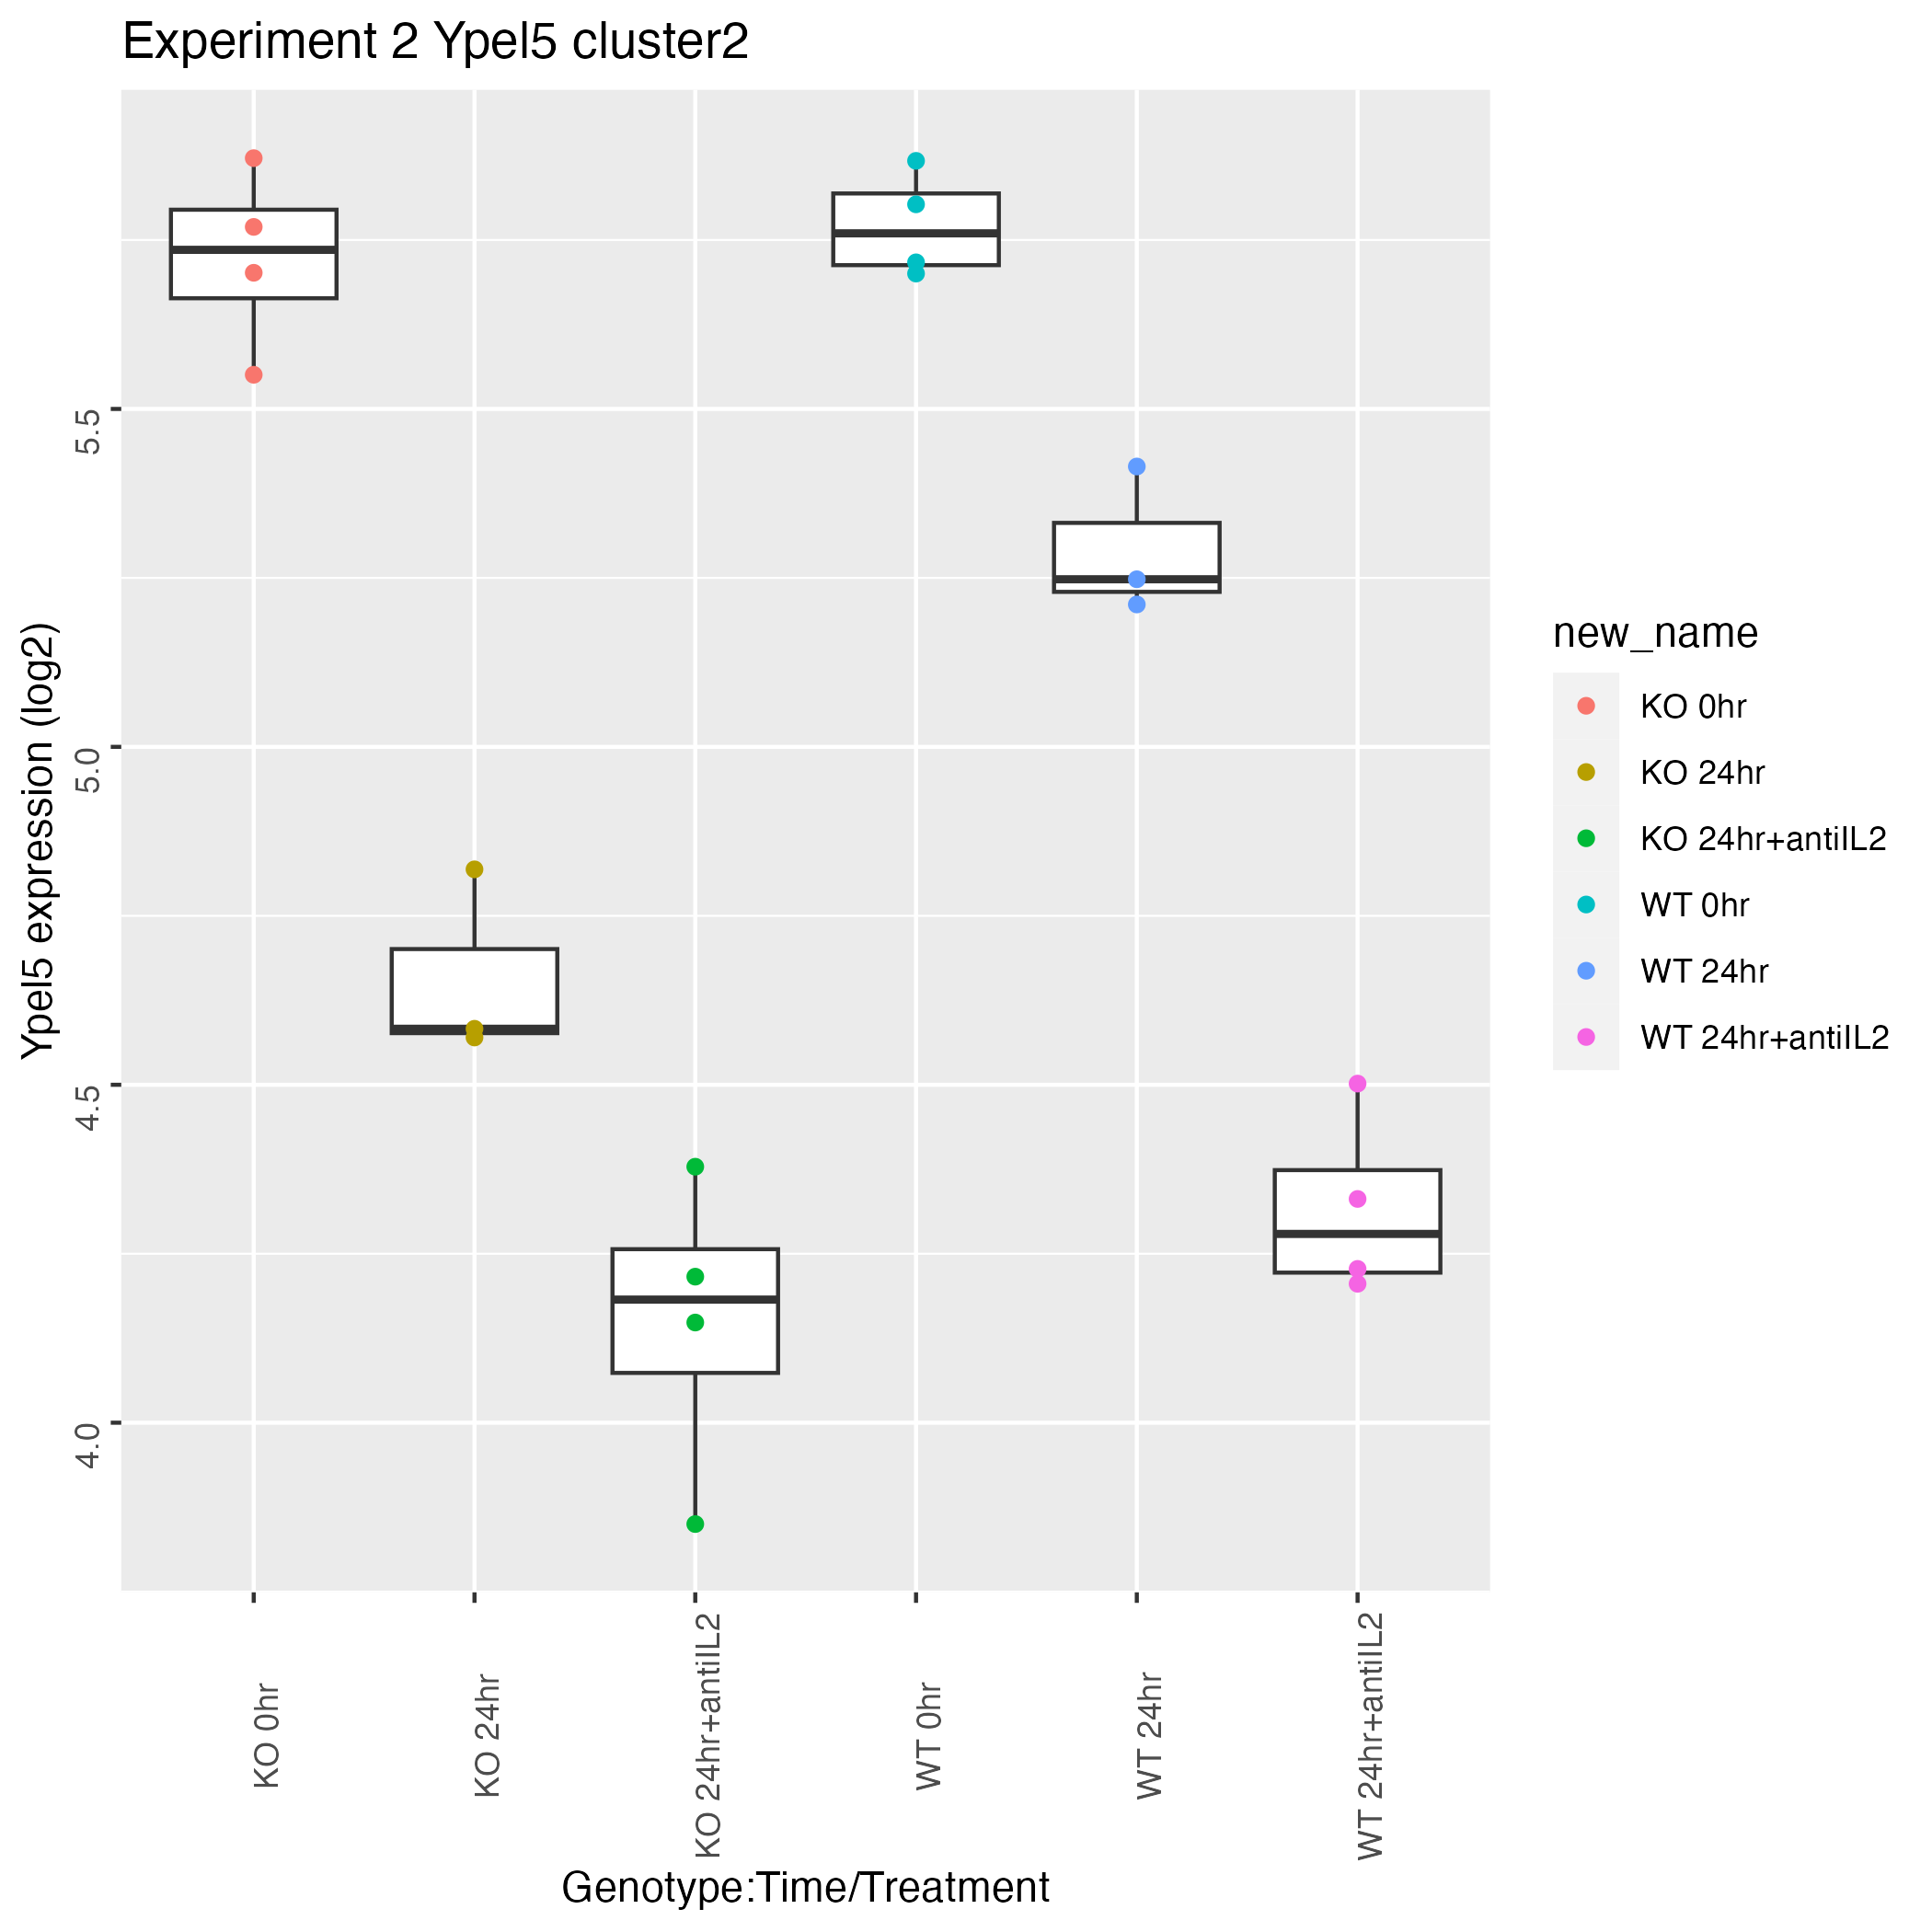 Experiment 2 Ypel5 cluster2
Ypel5 expression (log2)
5.5
5.0
4.5
4.0
KO 0hr
KO 24hr
KO 24hr+antiIL2
WT 0hr
WT 24hr
WT 24hr+antiIL2
Genotype:Time/Treatment
new_name
KO 0hr
KO 24hr
KO 24hr+antiIL2
WT 0hr
WT 24hr
WT 24hr+antiIL2